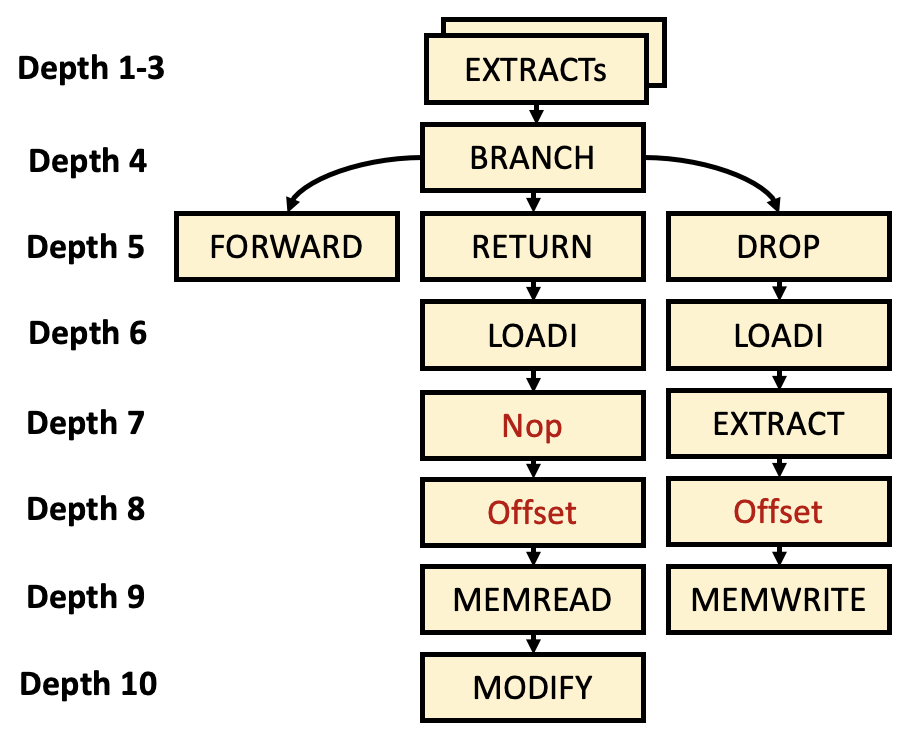 Depth 1-3
EXTRACTs
Depth 4
BRANCH
Depth 5
FORWARD
RETURN
DROP
Depth 6
LOADI
LOADI
Depth 7
Nop
EXTRACT
Depth 8
Offset
Offset
Depth 9
MEMREAD
MEMWRITE
Depth 10
MODIFY